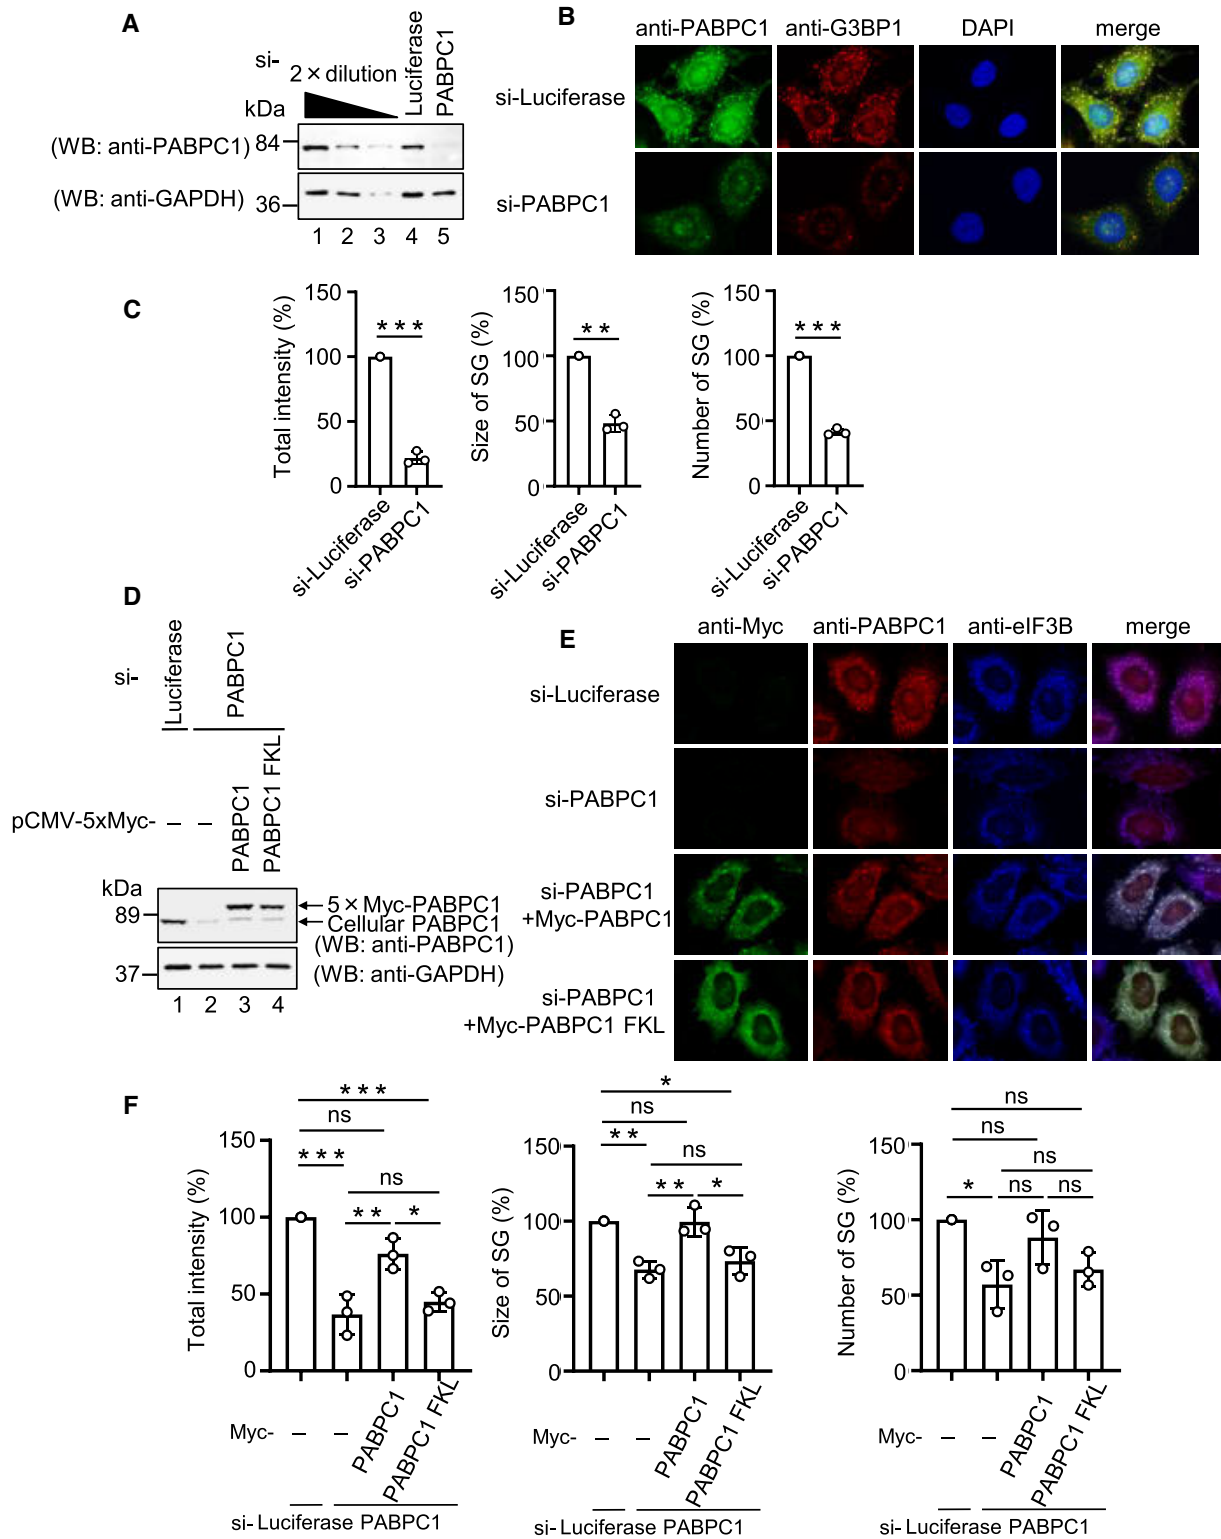 A
si-
2 × dilution
Luciferase
PABPC1
kDa
(WB: anti-PABPC1)
84
(WB: anti-GAPDH)
36
1 2 3 4 5
B
anti-PABPC1 anti-G3BP1 DAPI merge
si-Luciferase
si-PABPC1
C
Total intensity (%)
150
100
50
0
* * *
si-Luciferase
si-PABPC1
Size of SG (%)
150
100
50
0
* *
si-Luciferase
si-PABPC1
Number of SG (%)
150
100
50
0
* * *
si-Luciferase
si-PABPC1
D
si-
Luciferase
PABPC1
pCMV-5xMyc-
– –
PABPC1
PABPC1 FKL
kDa
89
5 × Myc-PABPC1
Cellular PABPC1
(WB: anti-PABPC1)
37
(WB: anti-GAPDH)
1 2 3 4
E
anti-Myc anti-PABPC1 anti-eIF3B merge
si-Luciferase
si-PABPC1
si-PABPC1
+Myc-PABPC1
si-PABPC1
+Myc-PABPC1 FKL
F
Total intensity (%)
150
100
50
0
* * *
ns
* * *
ns
* *
*
Myc-
– –
PABPC1
PABPC1 FKL
si- Luciferase PABPC1
Size of SG (%)
150
100
50
0
*
ns
* *
ns
* *
*
Myc-
– –
PABPC1
PABPC1 FKL
si- Luciferase PABPC1
Number of SG (%)
150
100
50
0
ns
ns
ns
*
ns
ns
Myc-
– –
PABPC1
PABPC1 FKL
si- Luciferase PABPC1